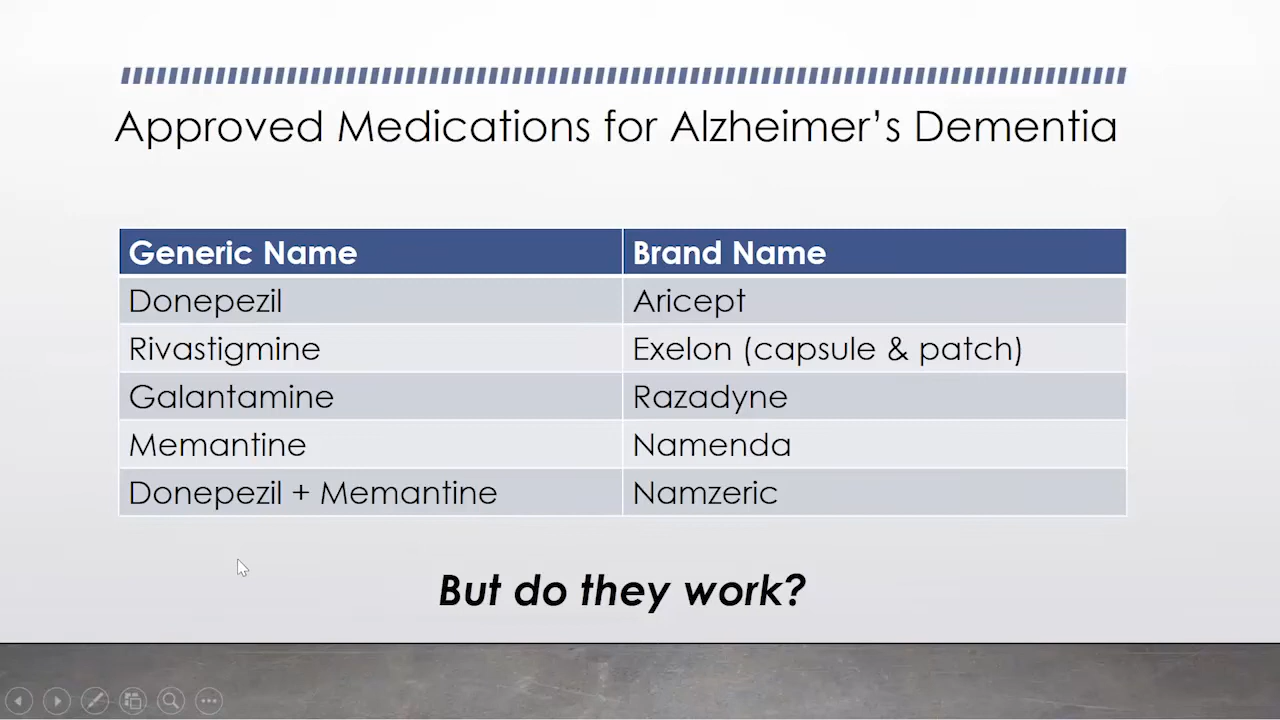 Approved Medications for Alzheimer’s Dementia
Generic Name Brand Name
Donepezil Aricept
Rivastigmine Exelon (capsule & patch)
Galantamine Razadyne
Memantine Namenda
Donepezil + Memantine Namzeric
But do they work?